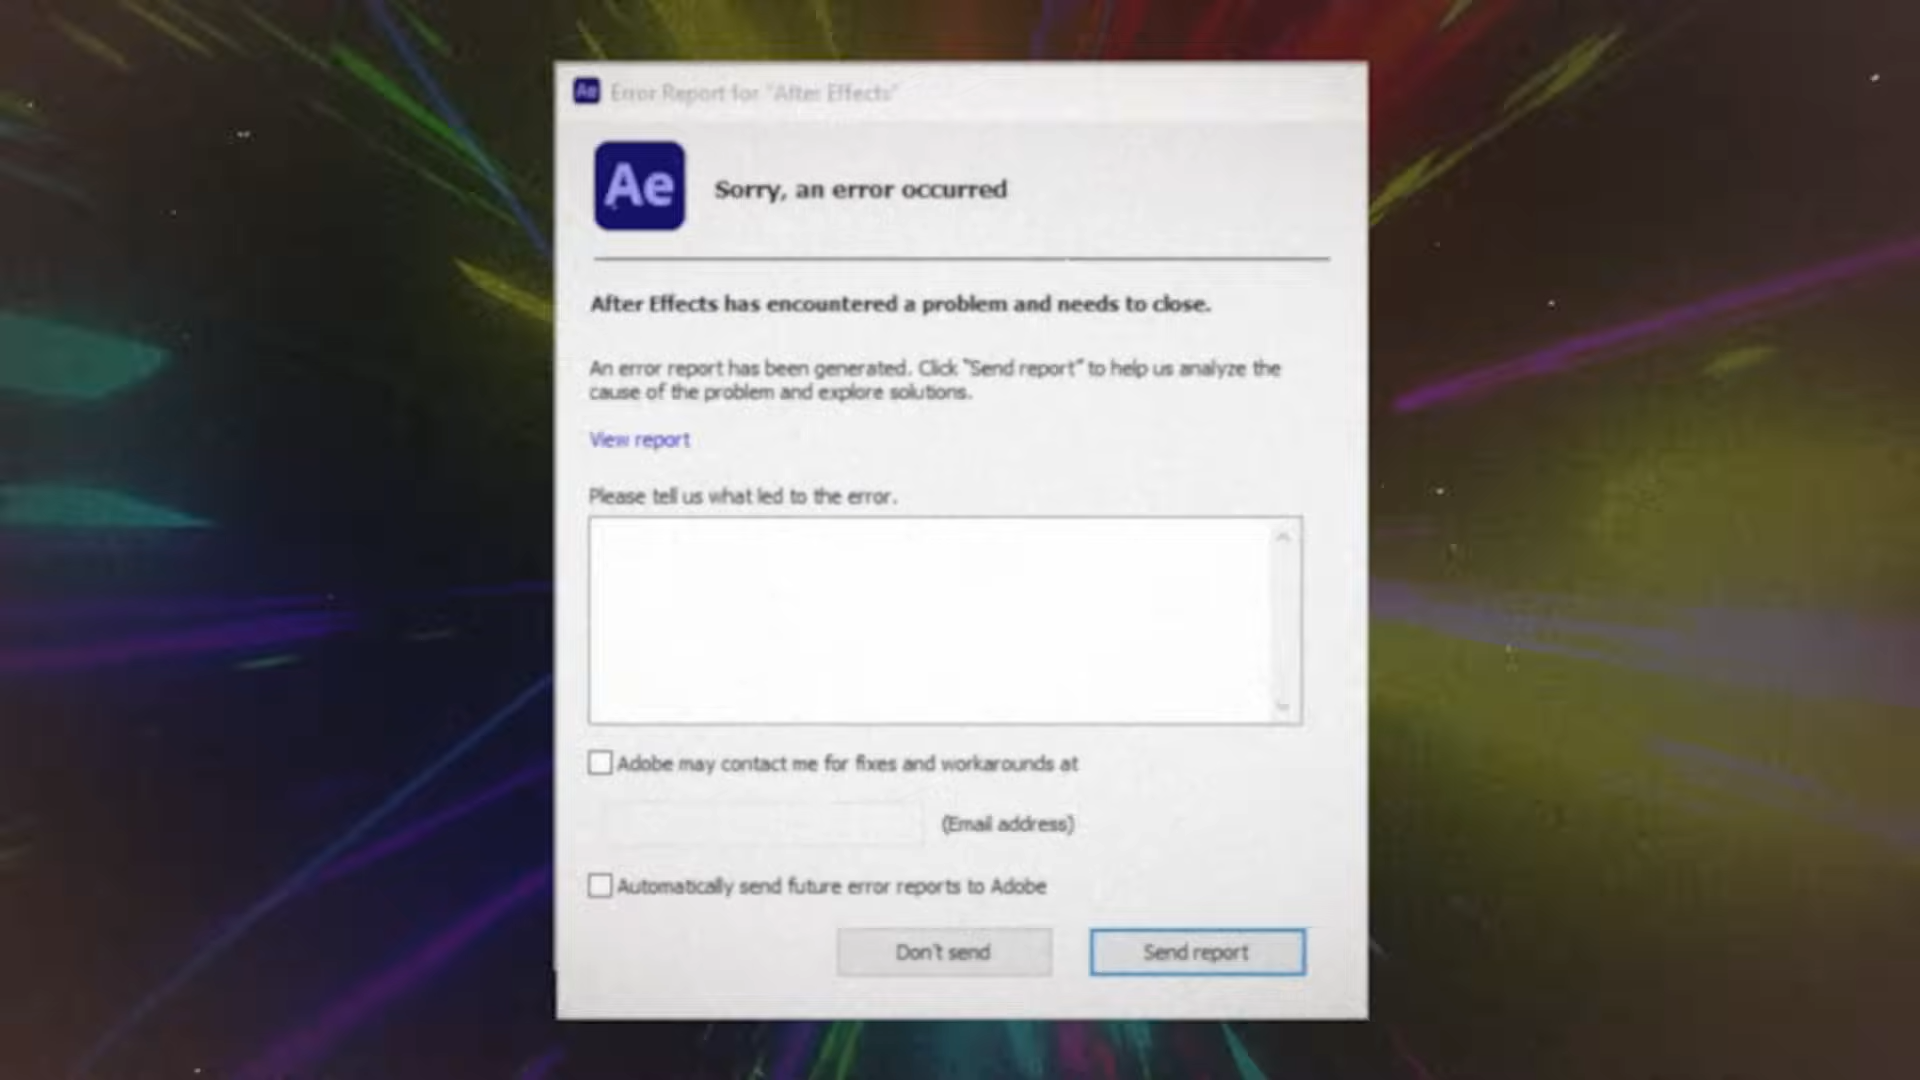 Ae Error Report for "After Effects"
Ae Sorry, an error occurred
After Effects has encountered a problem and needs to close.
An error report has been generated. Click "Send report" to help us analyze the
cause of the problem and explore solutions.
View report
Please tell us what led to the error.
Adobe may contact me for fixes and workarounds at
(Email address)
Automatically send future error reports to Adobe
Don't send Send report